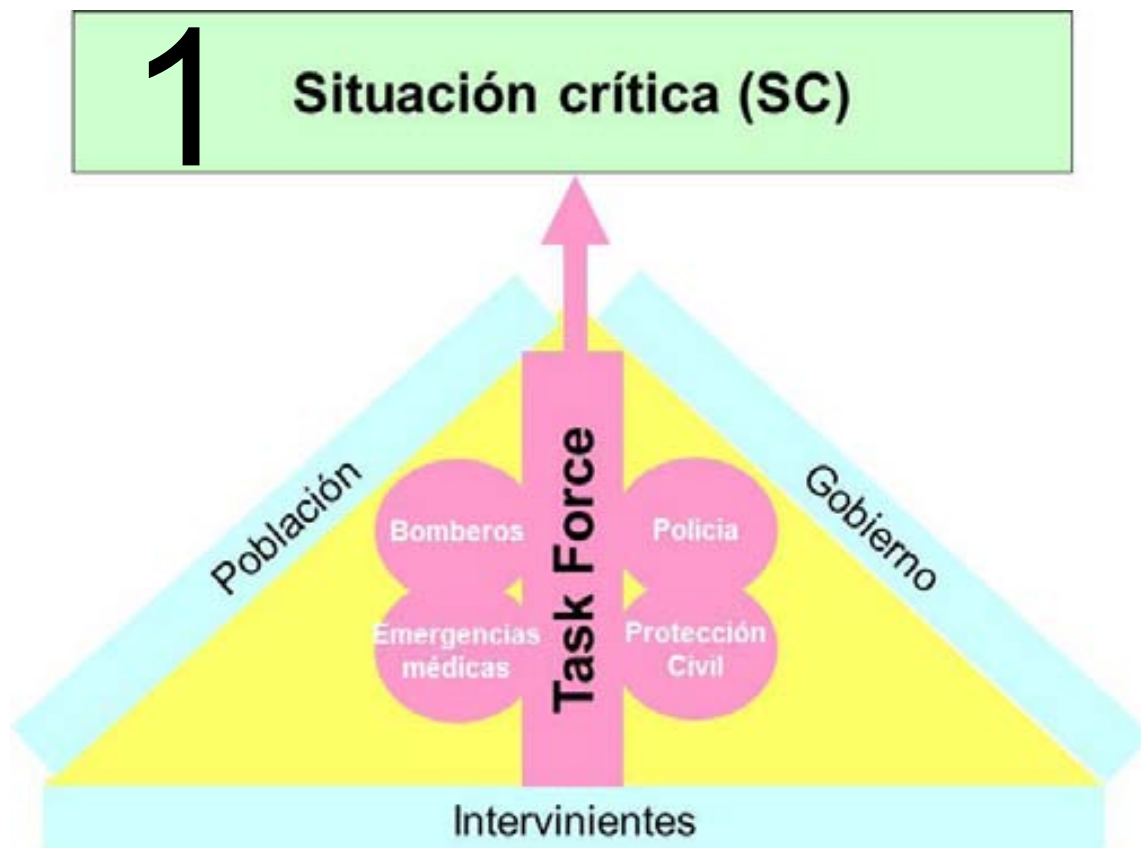 1
Situación crítica (SC)
Población
Gobierno
Task Force
Bomberos
Policia
Emergencias
médicas
Protección
Civil
Intervinientes